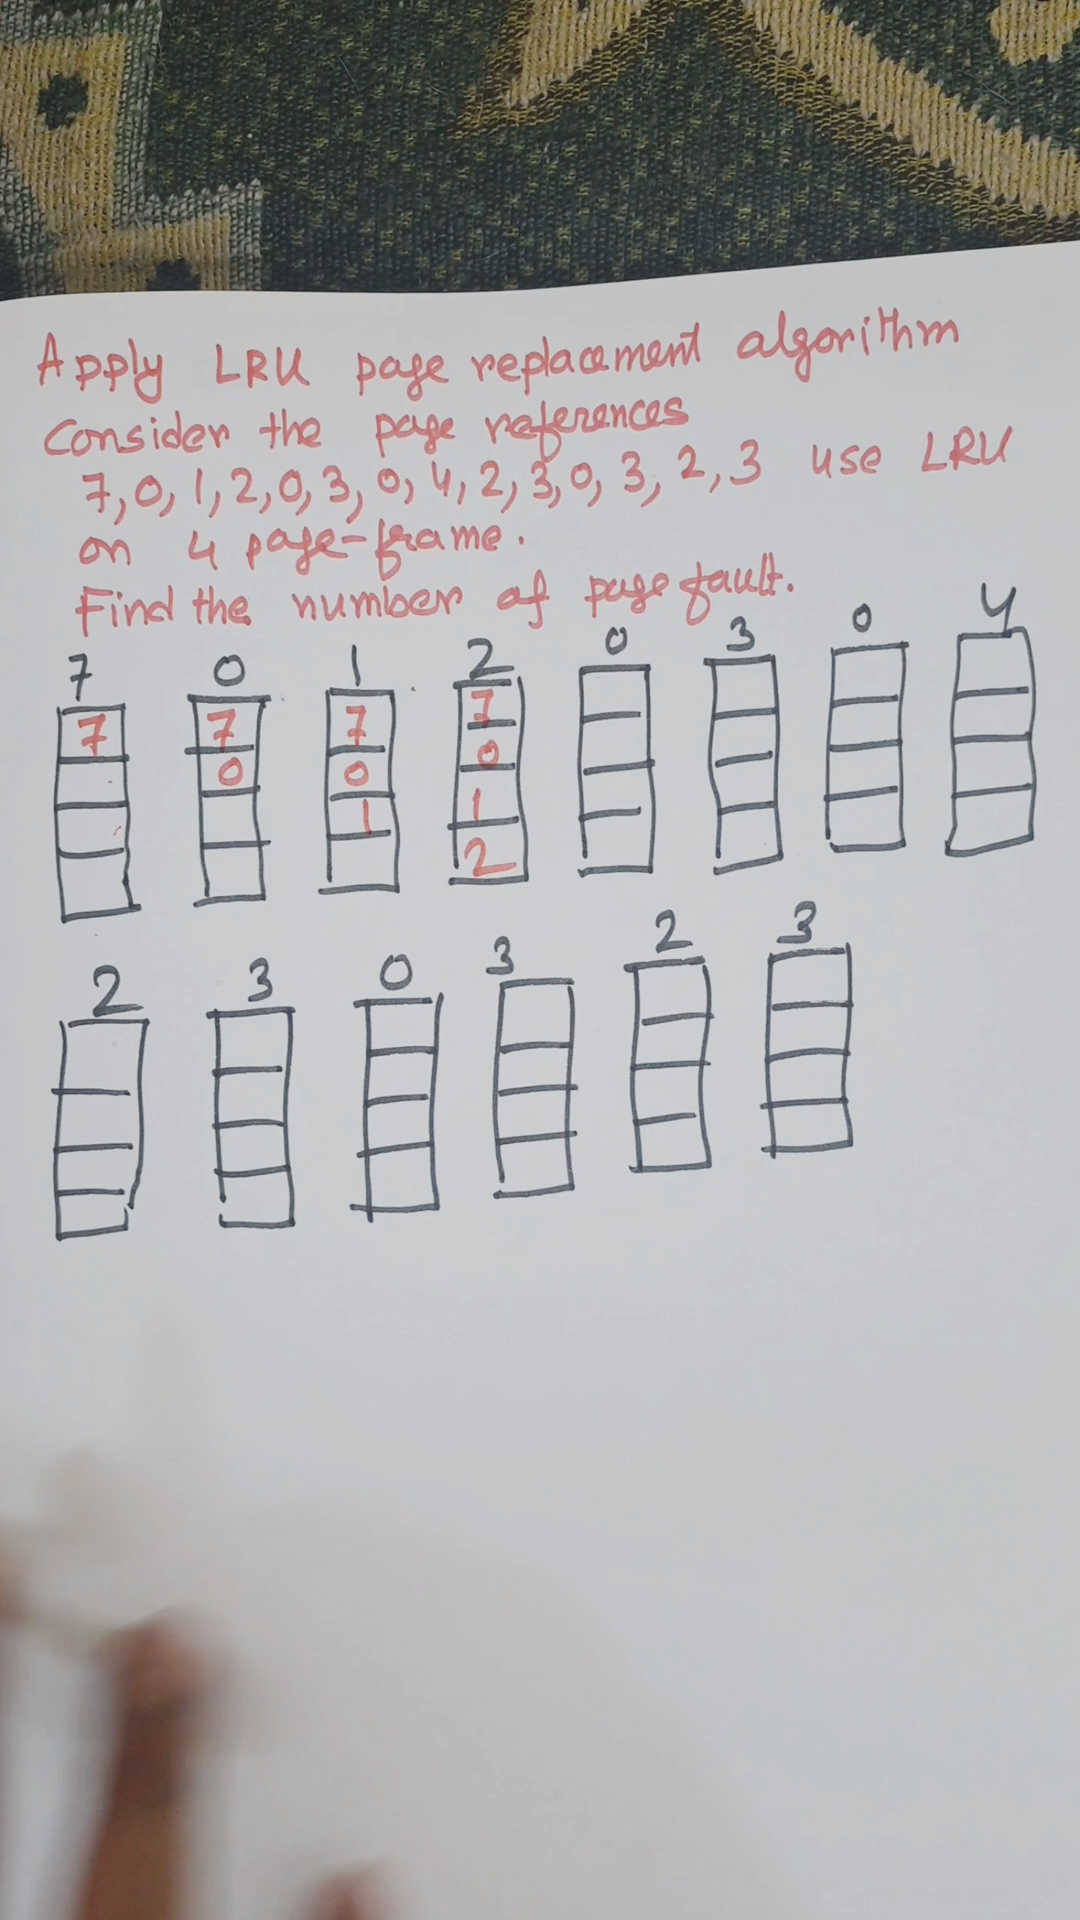 Apply LRU page replacement algorithm
Consider the page references
7,0,1,2,0,3,0,4,2,3,0,3,2,3 use LRU
on 4 page-frame.
Find the number of page fault.
7 0 1 2 0 3 0 4
7 7 7 7
0 0 0
1 1
2
2 3 0 3 2 3